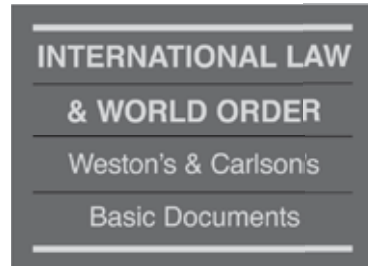 INTERNATIONAL LAW
& WORLD ORDER
Weston's & Carlson's
Basic Documents